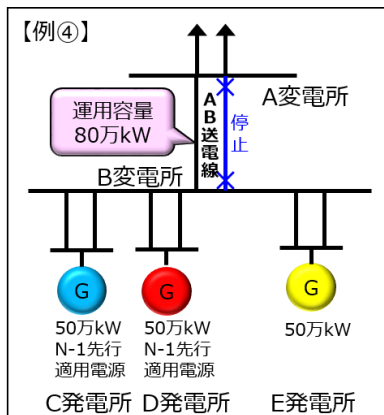 【例④】
運用容量
80万kW
AB送電線
停止
A変電所
B変電所
G
G
G
50万kW
N-1先行
適用電源
50万kW
N-1先行
適用電源
50万kW
C発電所
D発電所
E発電所